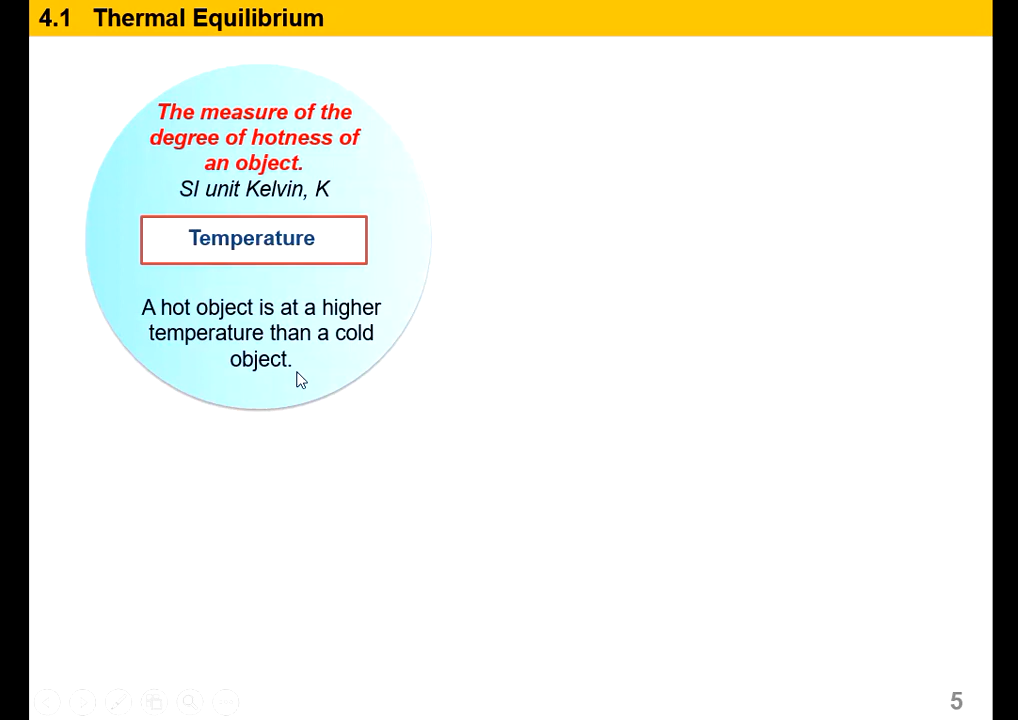 4.1 Thermal Equilibrium
The measure of the
degree of hotness of
an object.
SI unit Kelvin, K
Temperature
A hot object is at a higher
temperature than a cold
object.
5